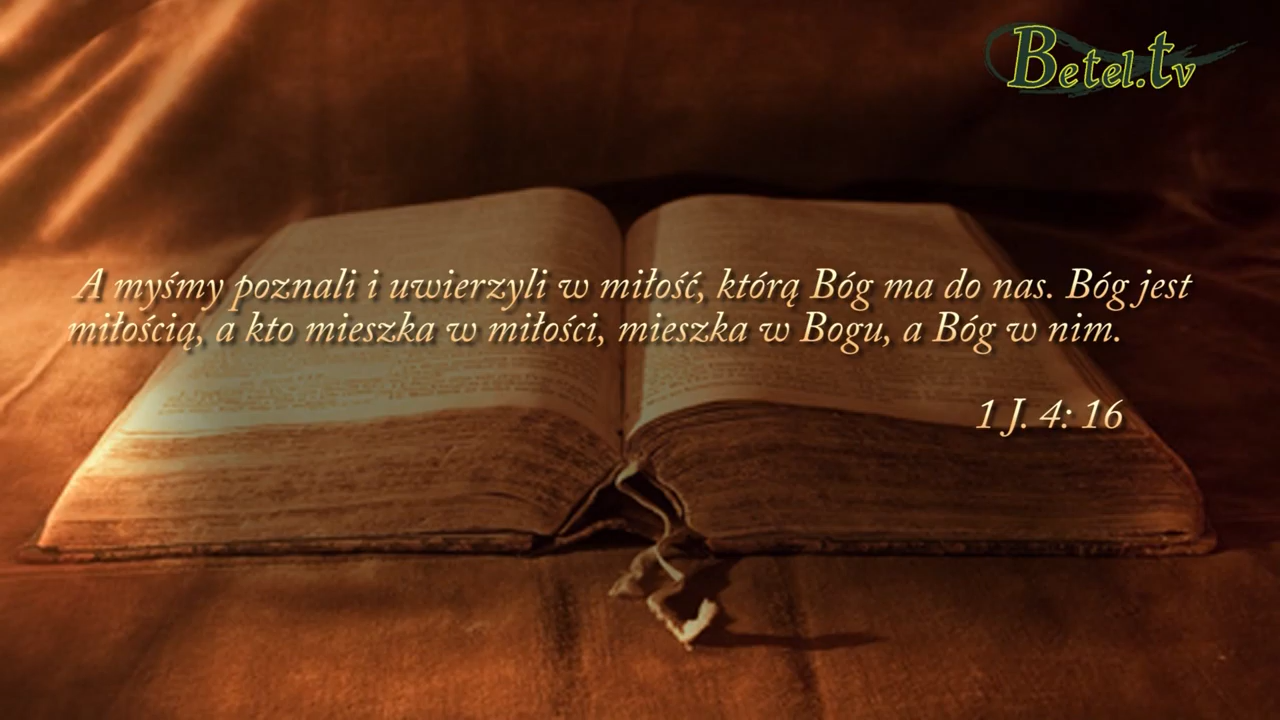 Betel.tv
A myśmy poznali i uwierzyli w miłość, którą Bóg ma do nas. Bóg jest
miłością, a kto mieszka w miłości, mieszka w Bogu, a Bóg w nim.
1 J. 4: 16